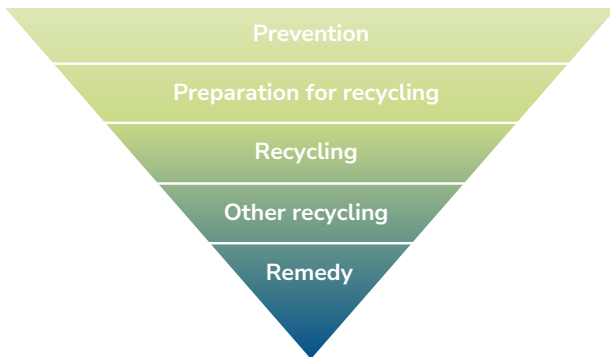 Prevention
Preparation for recycling
Recycling
Other recycling
Remedy